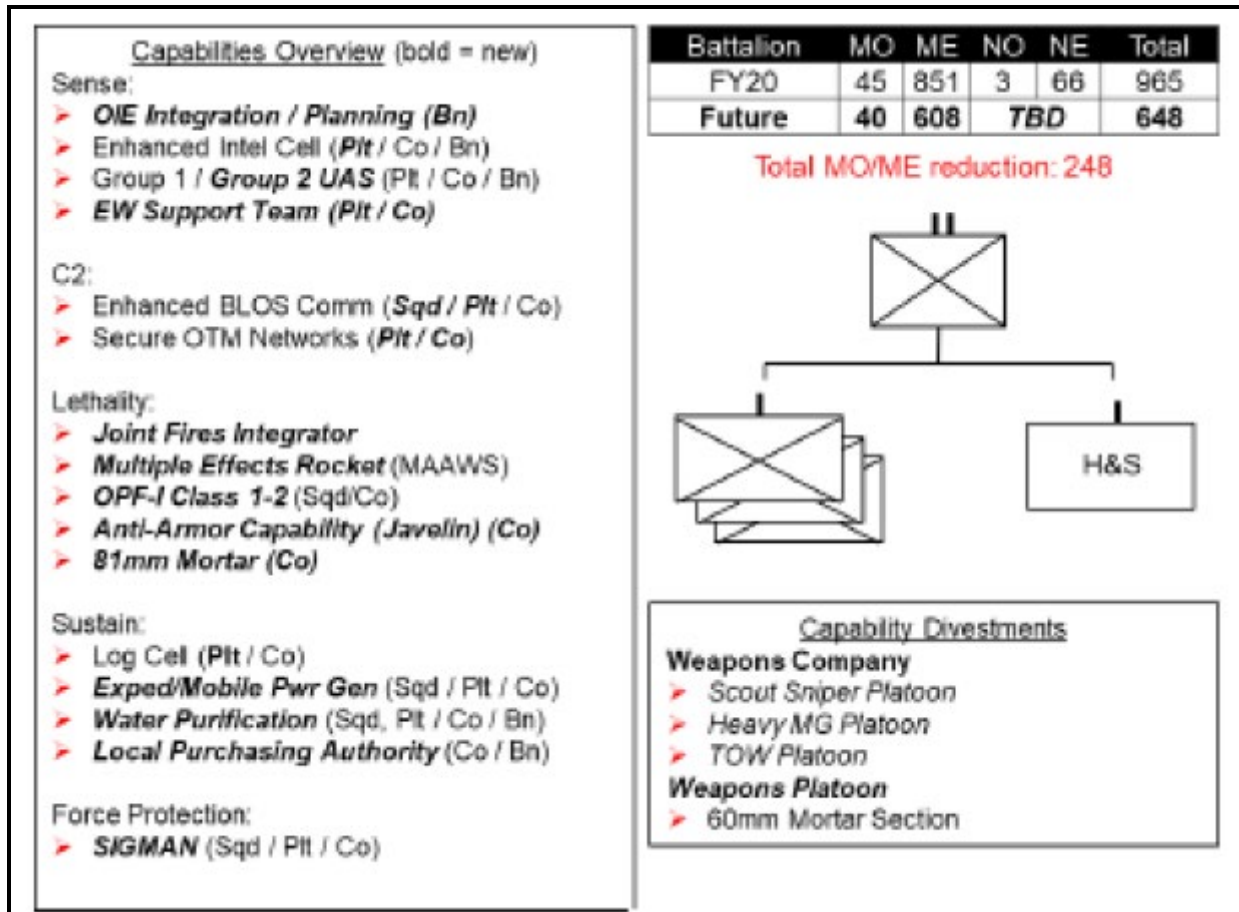 Capabilities Overview (bold = new)
Sense:
➢ OIE Integration / Planning (Bn)
➢ Enhanced Intel Cell (Plt / Co / Bn)
➢ Group 1 / Group 2 UAS (Plt / Co / Bn)
➢ EW Support Team (Plt / Co)
C2:
➢ Enhanced BLOS Comm (Sqd / Plt / Co)
➢ Secure OTM Networks (Plt / Co)
Lethality:
➢ Joint Fires Integrator
➢ Multiple Effects Rocket (MAAWS)
➢ OPF-I Class 1-2 (Sqd/Co)
➢ Anti-Armor Capability (Javelin) (Co)
➢ 81mm Mortar (Co)
Sustain:
➢ Log Cell (Plt / Co)
➢ Exped/Mobile Pwr Gen (Sqd / Plt / Co)
➢ Water Purification (Sqd, Plt / Co / Bn)
➢ Local Purchasing Authority (Co / Bn)
Force Protection:
➢ SIGMAN (Sqd / Plt / Co)
Battalion MO ME NO NE Total
FY20 45 851 3 66 965
Future 40 608 TBD 648
Total MO/ME reduction: 248
H&S
Capability Divestments
Weapons Company
➢ Scout Sniper Platoon
➢ Heavy MG Platoon
➢ TOW Platoon
Weapons Platoon
➢ 60mm Mortar Section